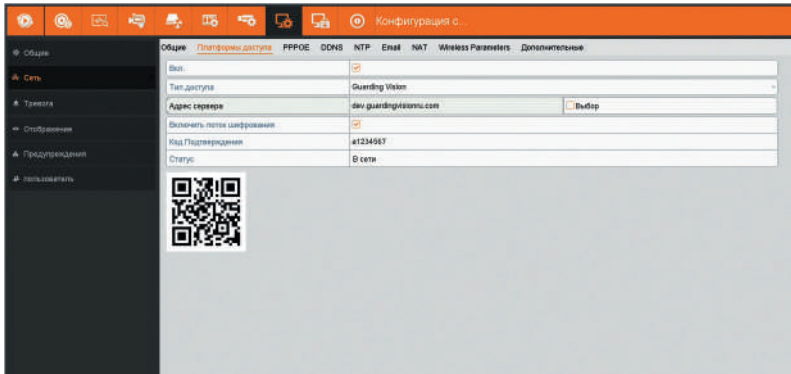 Конфигурация с...
Общие
Сеть
Тревога
Отображение
Предупреждения
пользователь
Общие Платформы доступа PPPOE DDNS NTP Email NAT Wireless Parameters Дополнительные
Вкл.
Тип доступа Guarding Vision
Адрес сервера dev.guardingvisionru.com Выбор
Включить поток шифрования
Код Подтверждения a1234567
Статус В сети